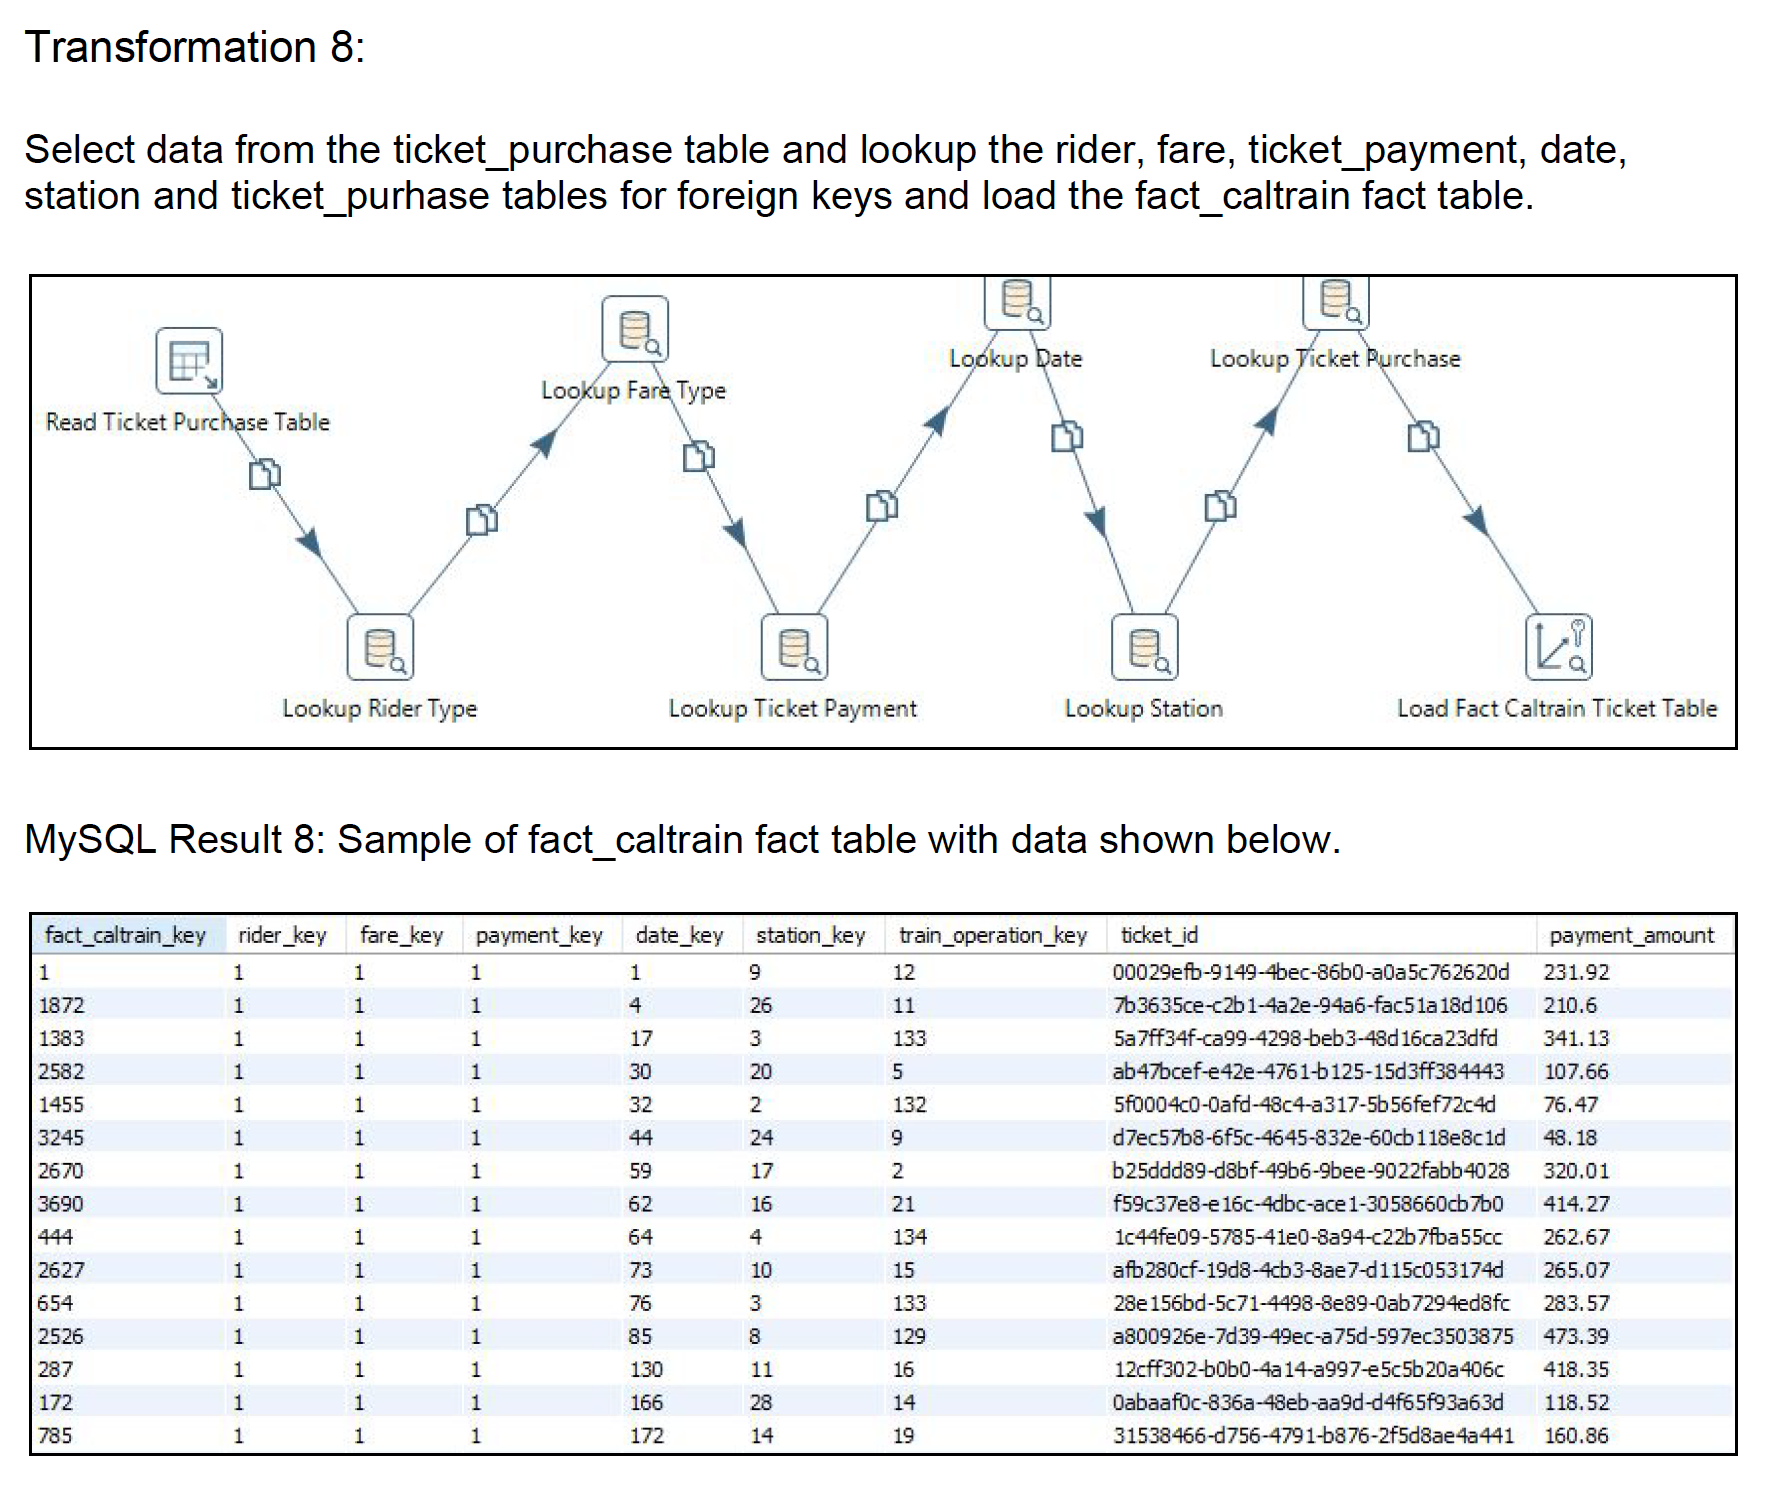 Transformation 8:
Select data from the ticket_purchase table and lookup the rider, fare, ticket_payment, date,
station and ticket_purhase tables for foreign keys and load the fact_caltrain fact table.
Lookup Date Lookup Ticket Purchase
Lookup Fare Type
Read Ticket Purchase Table
Lookup Rider Type Lookup Ticket Payment Lookup Station Load Fact Caltrain Ticket Table
MySQL Result 8: Sample of fact_caltrain fact table with data shown below.
fact_caltrain_key rider_key fare_key payment_key date_key station_key train_operation_key ticket_id payment_amount
1 1 1 1 1 9 12 00029efb-9149-4bec-86b0-a0a5c762620d 231.92
1872 1 1 1 4 26 11 7b3635ce-c2b1-4a2e-94a6-fac51a18d106 210.6
1383 1 1 1 17 3 133 5a7ff34f-ca99-4298-beb3-48d16ca23dfd 341.13
2582 1 1 1 30 20 5 ab47bcef-e42e-4761-b125-15d3ff384443 107.66
1455 1 1 1 32 2 132 5f0004c0-0afd-48c4-a317-5b56fef72c4d 76.47
3245 1 1 1 44 24 9 d7ec57b8-6f5c-4645-832e-60cb118e8c1d 48.18
2670 1 1 1 59 17 2 b25ddd89-d8bf-49b6-9bee-9022fabb4028 320.01
3690 1 1 1 62 16 21 f59c37e8-e16c-4dbc-ace1-3058660cb7b0 414.27
444 1 1 1 64 4 134 1c44fe09-5785-41e0-8a94-c22b7fba55cc 262.67
2627 1 1 1 73 10 15 afb280cf-19d8-4cb3-8ae7-d115c053174d 265.07
654 1 1 1 76 3 133 28e156bd-5c71-4498-8e89-0ab7294ed8fc 283.57
2526 1 1 1 85 8 129 a800926e-7d39-49ec-a75d-597ec3503875 473.39
287 1 1 1 130 11 16 12cff302-b0b0-4a14-a997-e5c5b20a406c 418.35
172 1 1 1 166 28 14 0abaaf0c-836a-48eb-aa9d-d4f65f93a63d 118.52
785 1 1 1 172 14 19 31538466-d756-4791-b876-2f5d8ae4a441 160.86